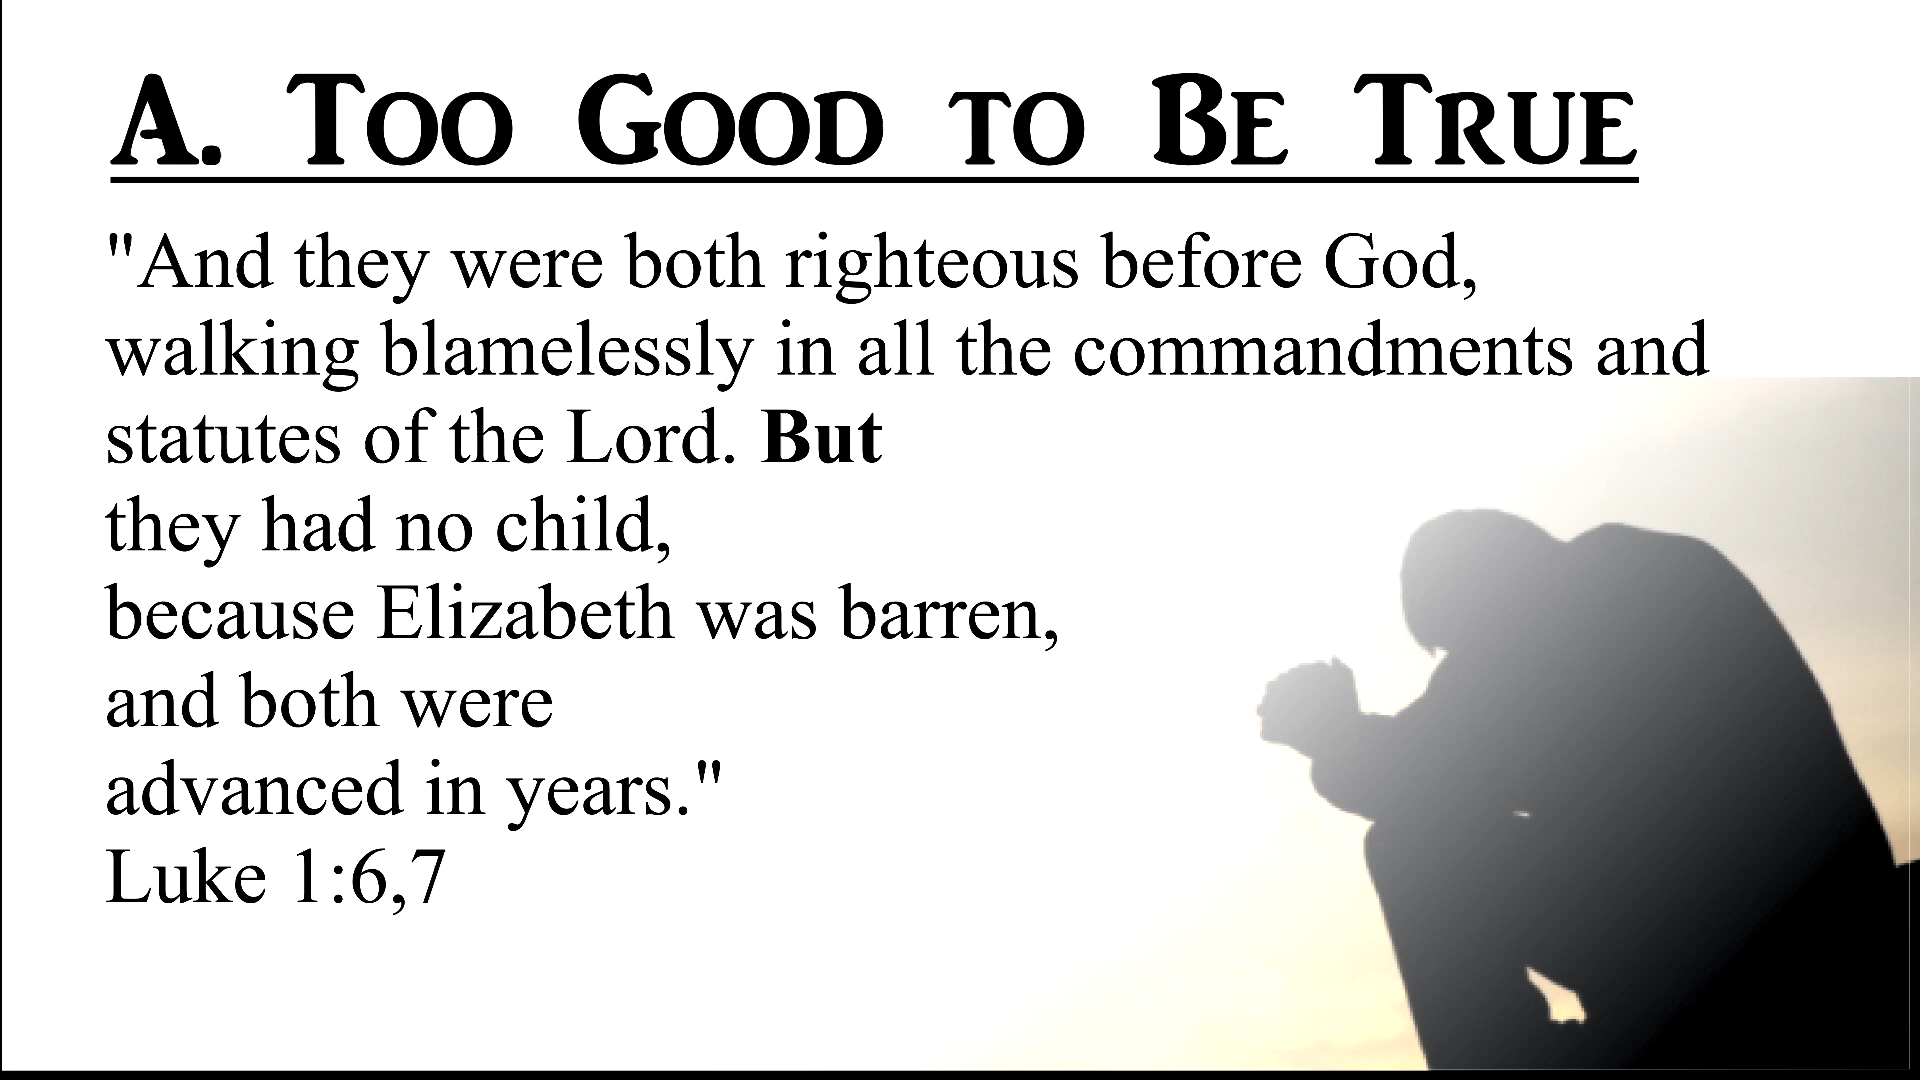 A. Too Good to Be True
"And they were both righteous before God,
walking blamelessly in all the commandments and
statutes of the Lord. But
they had no child,
because Elizabeth was barren,
and both were
advanced in years."
Luke 1:6,7